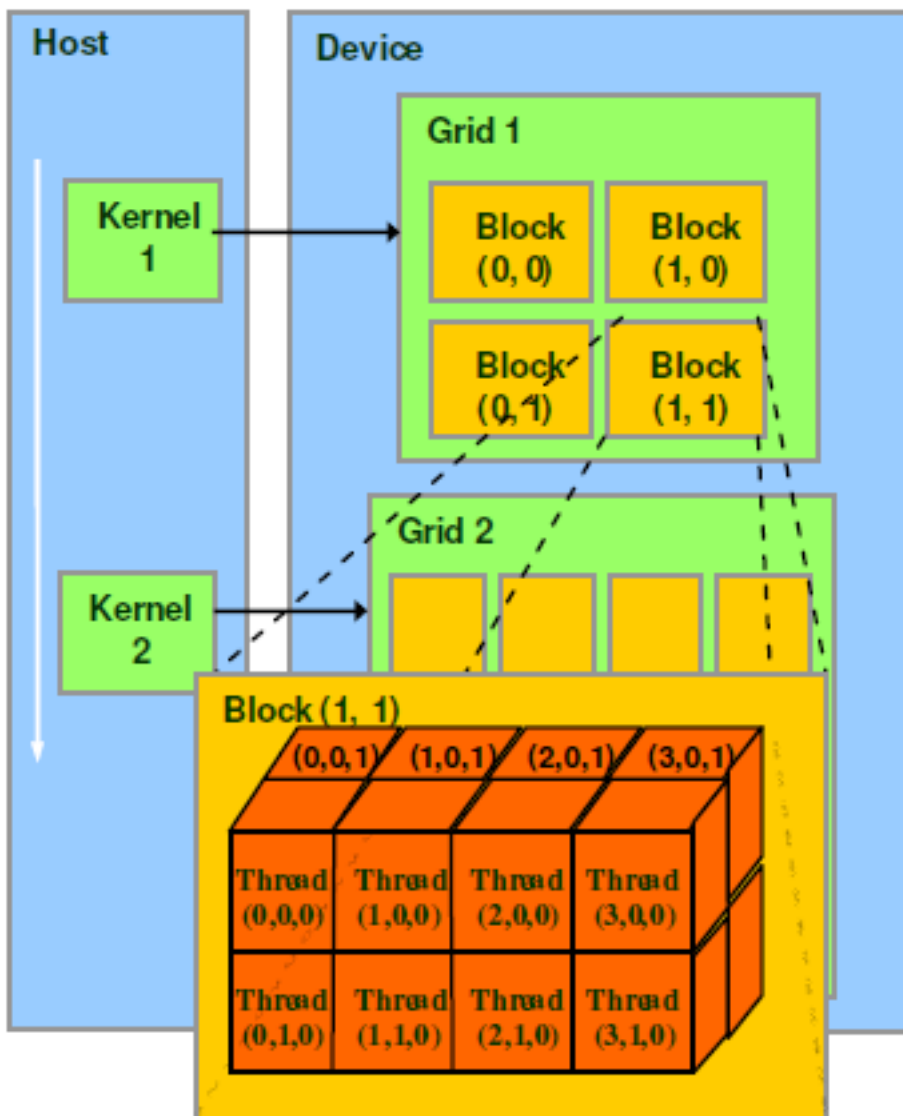 Host
Device
Grid 1
Kernel
1
Block
(0, 0)
Block
(1, 0)
Block
(0, 1)
Block
(1, 1)
Grid 2
Kernel
2
Block (1, 1)
(0,0,1)
(1,0,1)
(2,0,1)
(3,0,1)
Thread
(0,0,0)
Thread
(1,0,0)
Thread
(2,0,0)
Thread
(3,0,0)
Thread
(0,1,0)
Thread
(1,1,0)
Thread
(2,1,0)
Thread
(3,1,0)